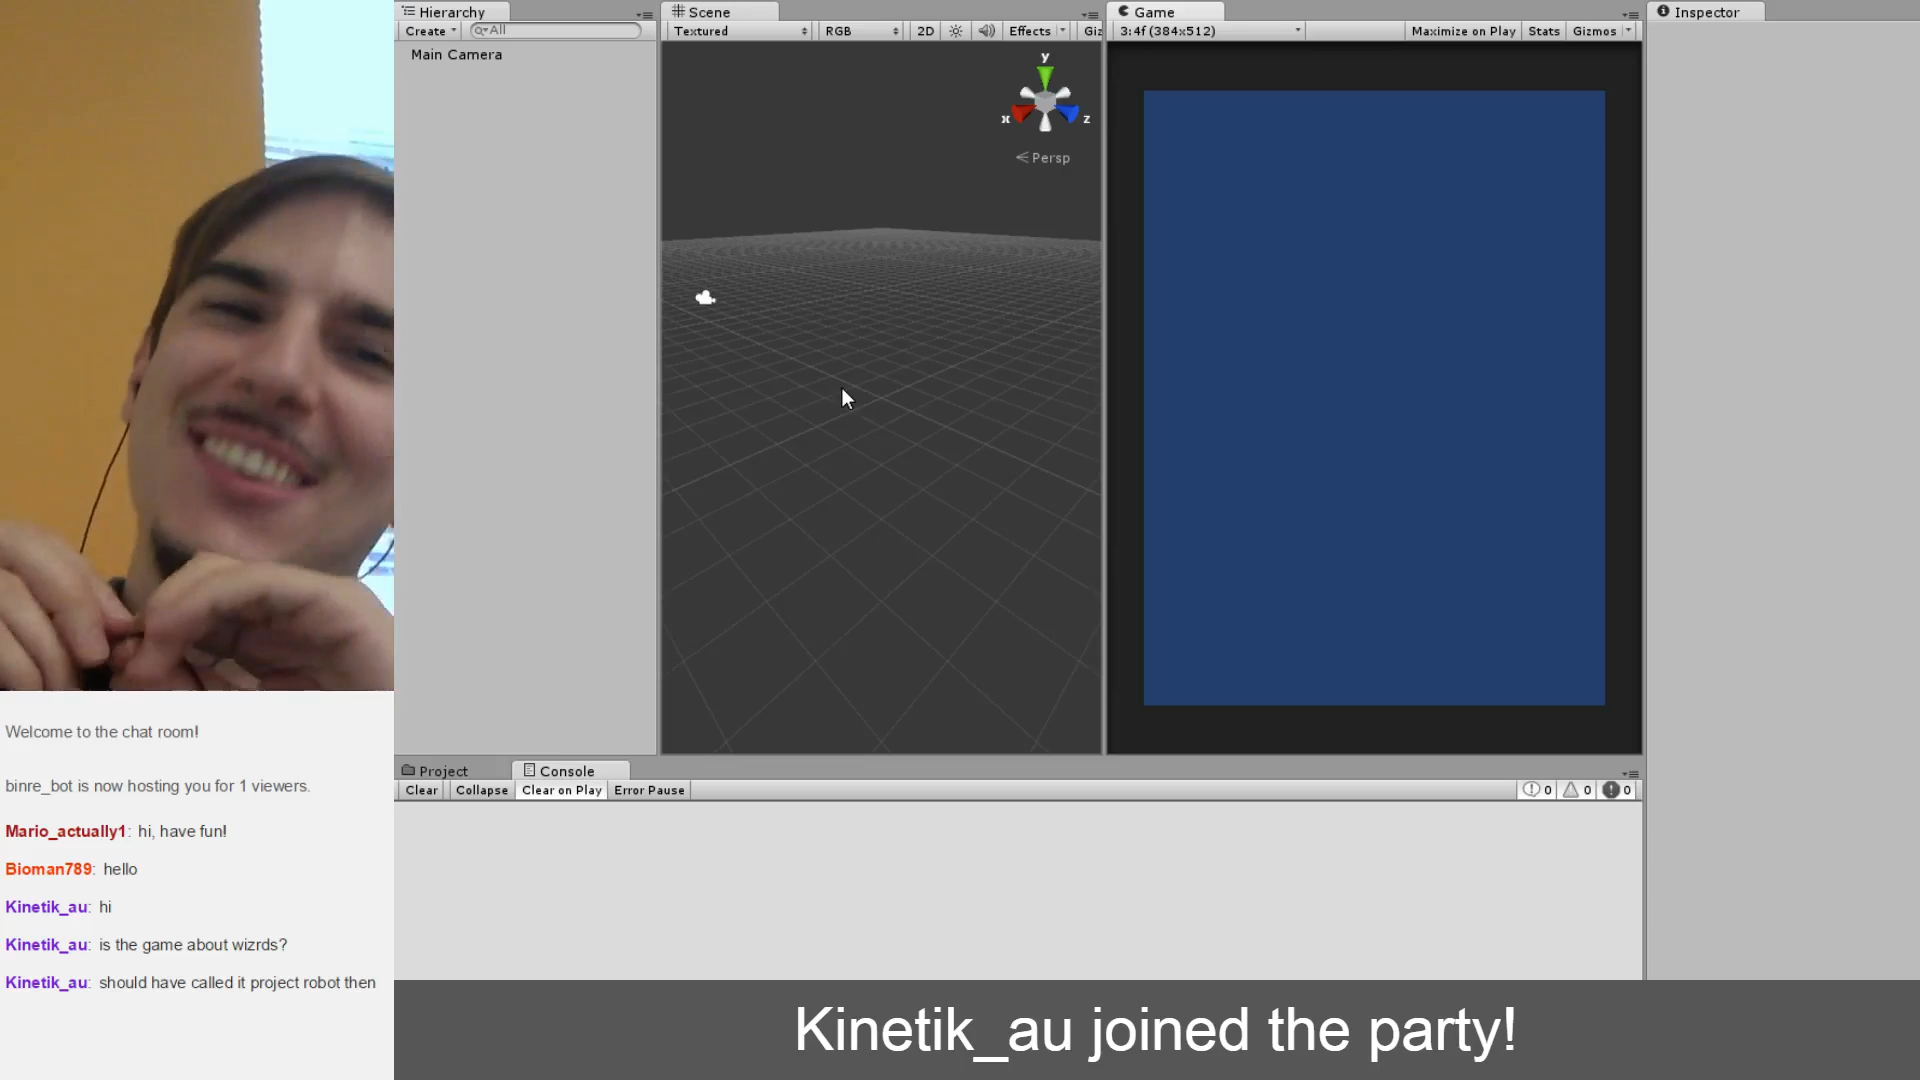 Hierarchy
Create
All
Main Camera
Scene
Textured
RGB
2D
Effects
Giz
y
x
z
Persp
Game
3:4f (384x512)
Maximize on Play
Stats
Gizmos
Inspector
Project
Console
Clear
Collapse
Clear on Play
Error Pause
0
0
0
Welcome to the chat room!
binre_bot is now hosting you for 1 viewers.
Mario_actually1: hi, have fun!
Bioman789: hello
Kinetik_au: hi
Kinetik_au: is the game about wizrds?
Kinetik_au: should have called it project robot then
Kinetik_au joined the party!